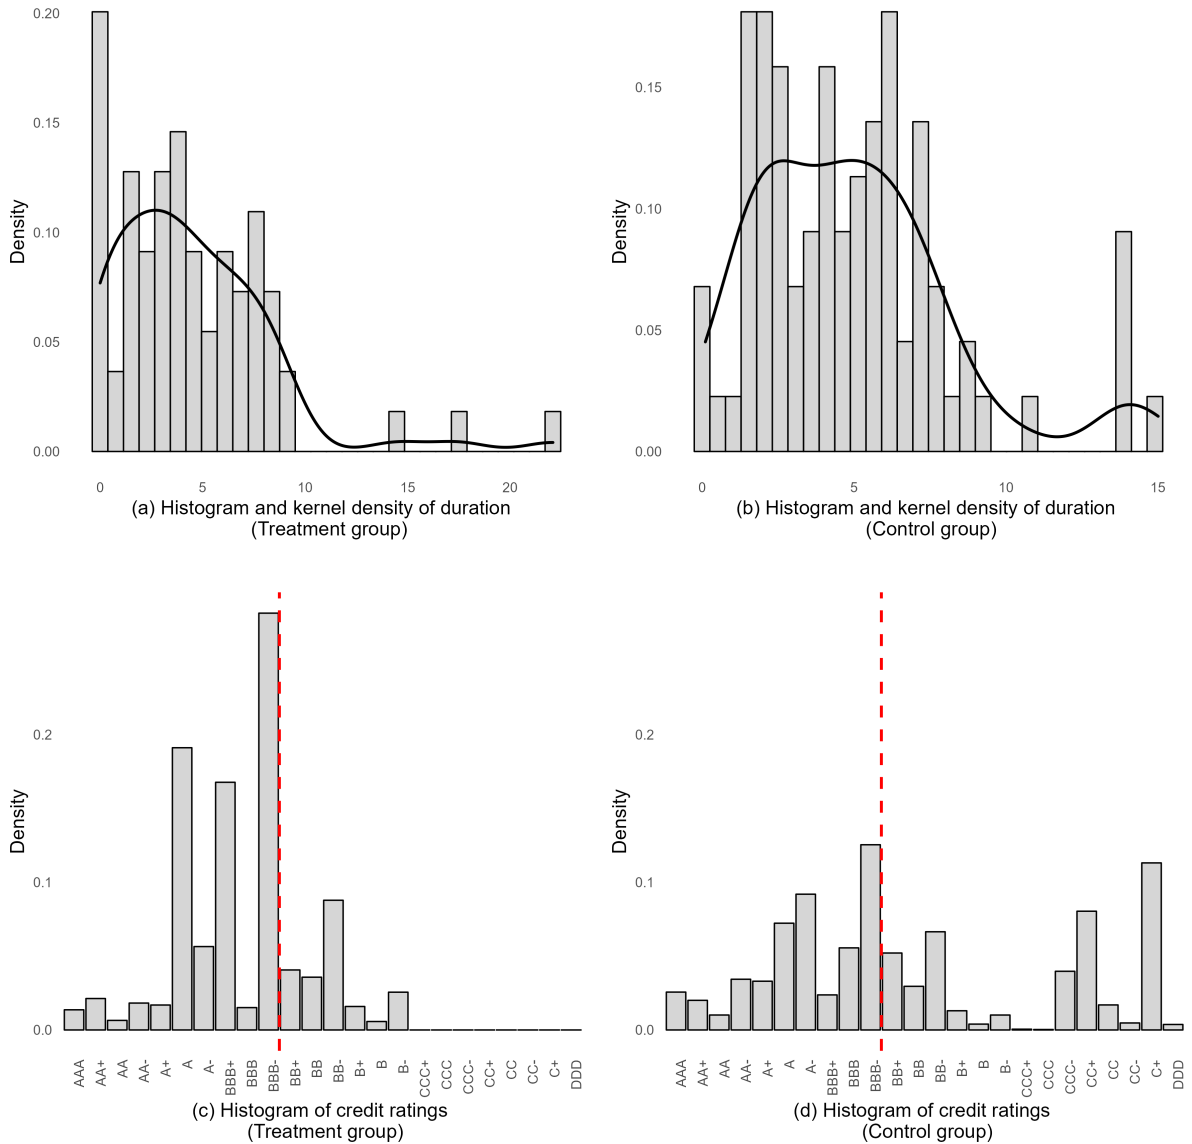 0.20
0.15
0.10
0.05
0.00
Density
0 5 10 15 20
(a) Histogram and kernel density of duration
(Treatment group)
0.15
0.10
0.05
0.00
Density
0 5 10 15
(b) Histogram and kernel density of duration
(Control group)
0.2
0.1
0.0
Density
AAA AA+ AA AA- A+ A A- BBB+ BBB BBB- BB+ BB BB- B+ B B- CCC+ CCC CCC- CC+ CC CC- C+ DDD
(c) Histogram of credit ratings
(Treatment group)
0.2
0.1
0.0
Density
AAA AA+ AA AA- A+ A A- BBB+ BBB BBB- BB+ BB BB- B+ B B- CCC+ CCC CCC- CC+ CC CC- C+ DDD
(d) Histogram of credit ratings
(Control group)